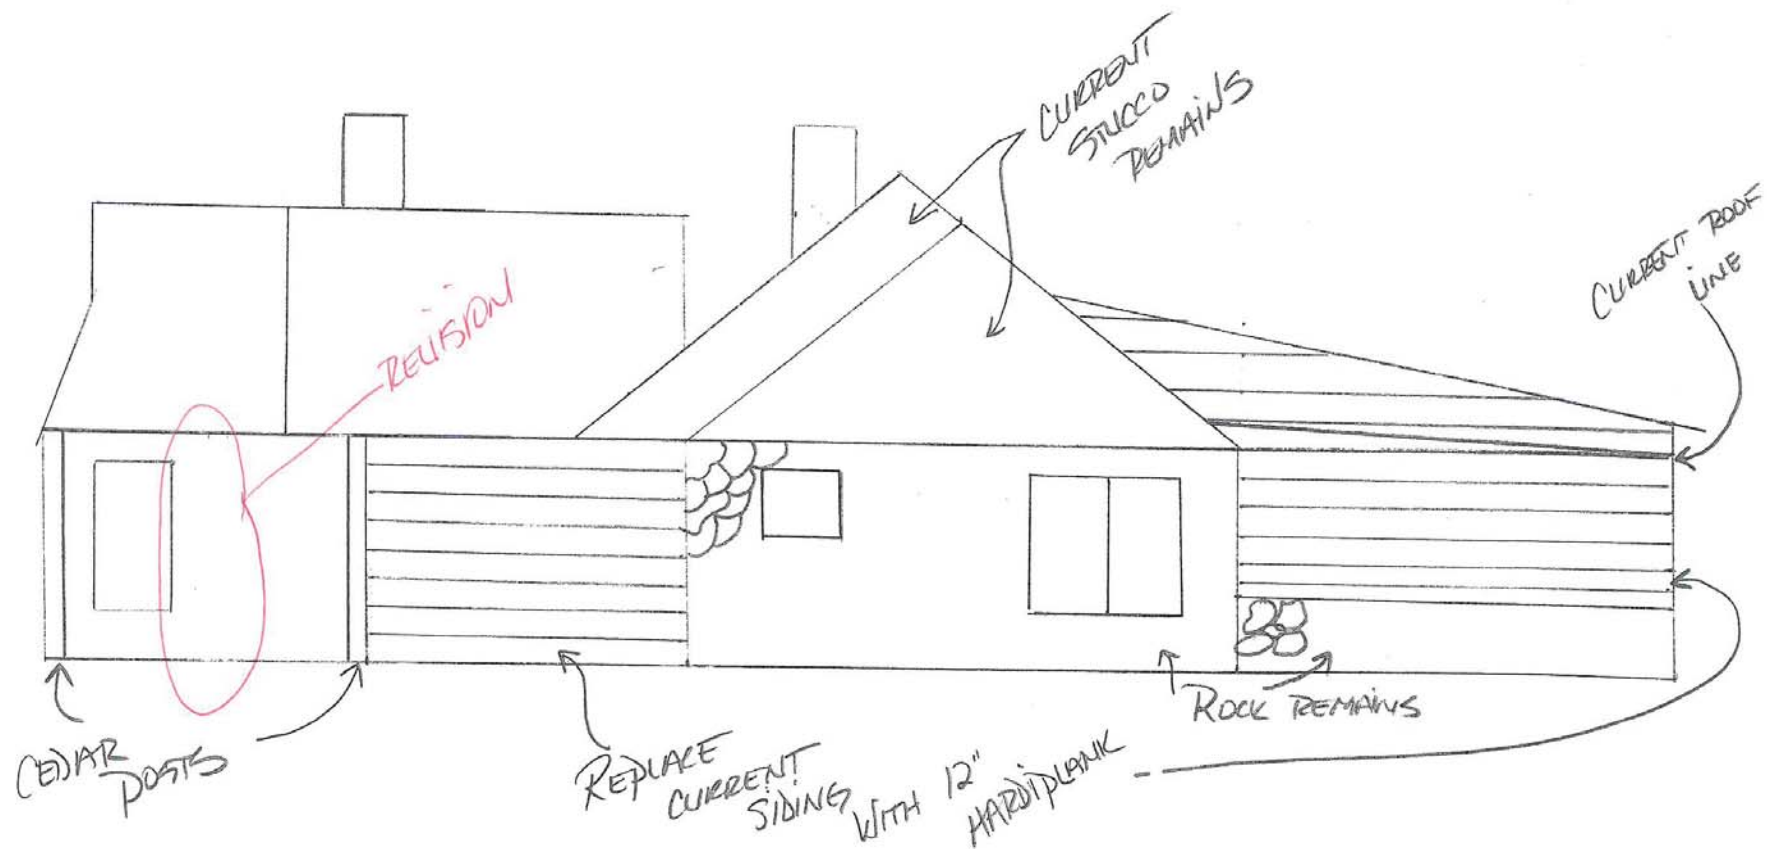 CURRENT
STUCCO
REMAINS
CURRENT ROOF
LINE
REVISION
CEDAR
POSTS
REPLACE
CURRENT
SIDING
WITH 12"
HARDIPLANK
ROCK REMAINS